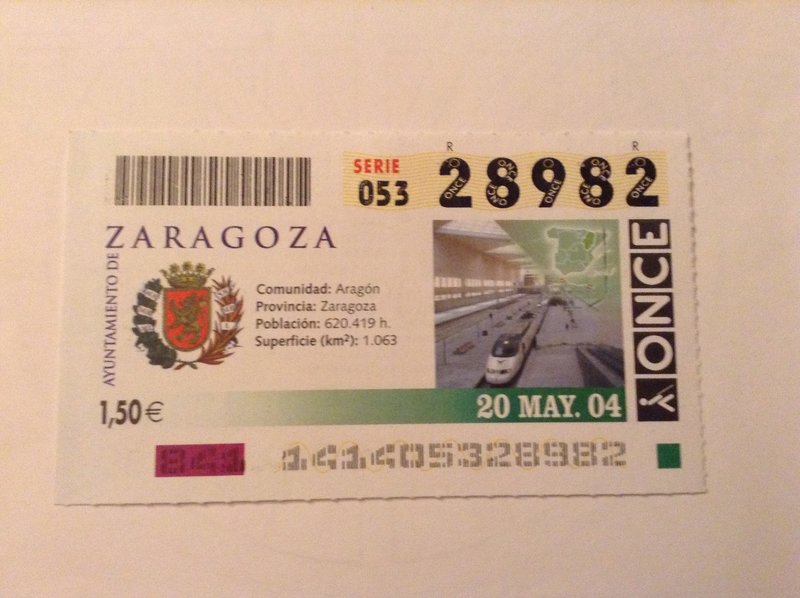 R R
SERIE
053
28982
AYUNTAMIENTO DE
ZARAGOZA
Comunidad: Aragón
Provincia: Zaragoza
Población: 620.419 h.
Superficie (km²): 1.063
ONCE
1,50€
20 MAY. 04
841 141405328982